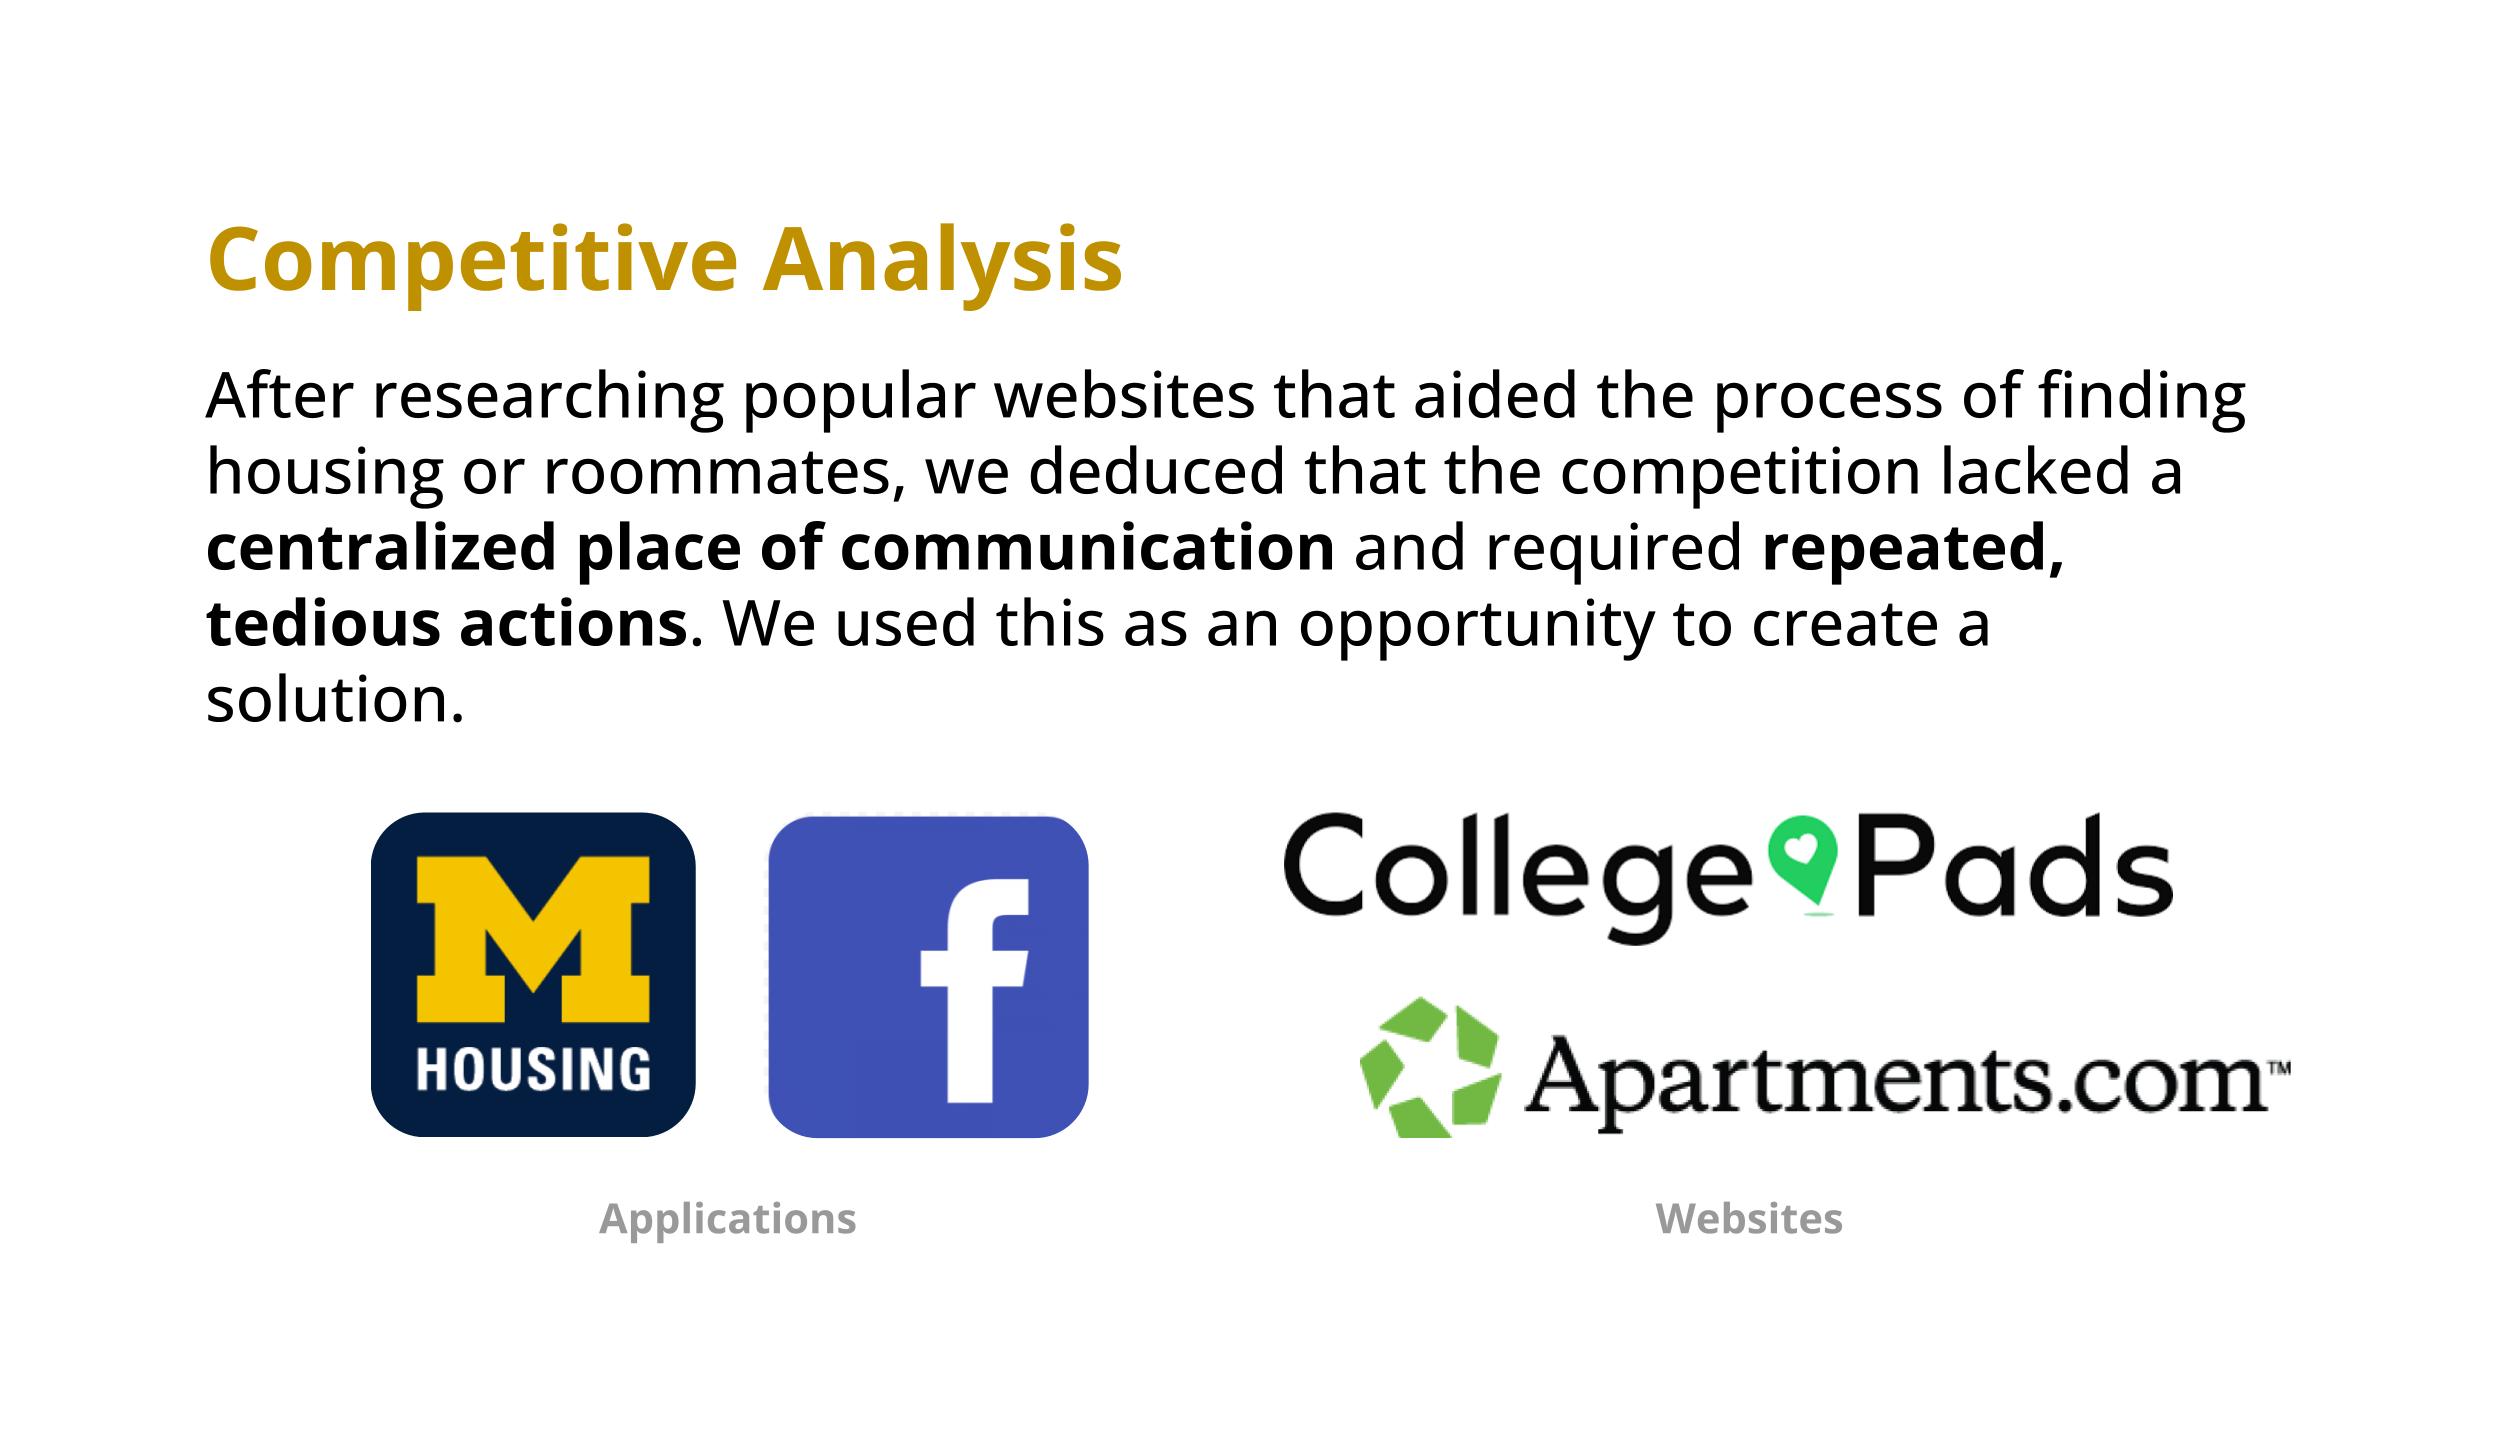 Competitive Analysis
After researching popular websites that aided the process of finding
housing or roommates, we deduced that the competition lacked a
centralized place of communication and required repeated,
tedious actions. We used this as an opportunity to create a
solution.
M
HOUSING
f
College Pads
Apartments.com™
Applications
Websites